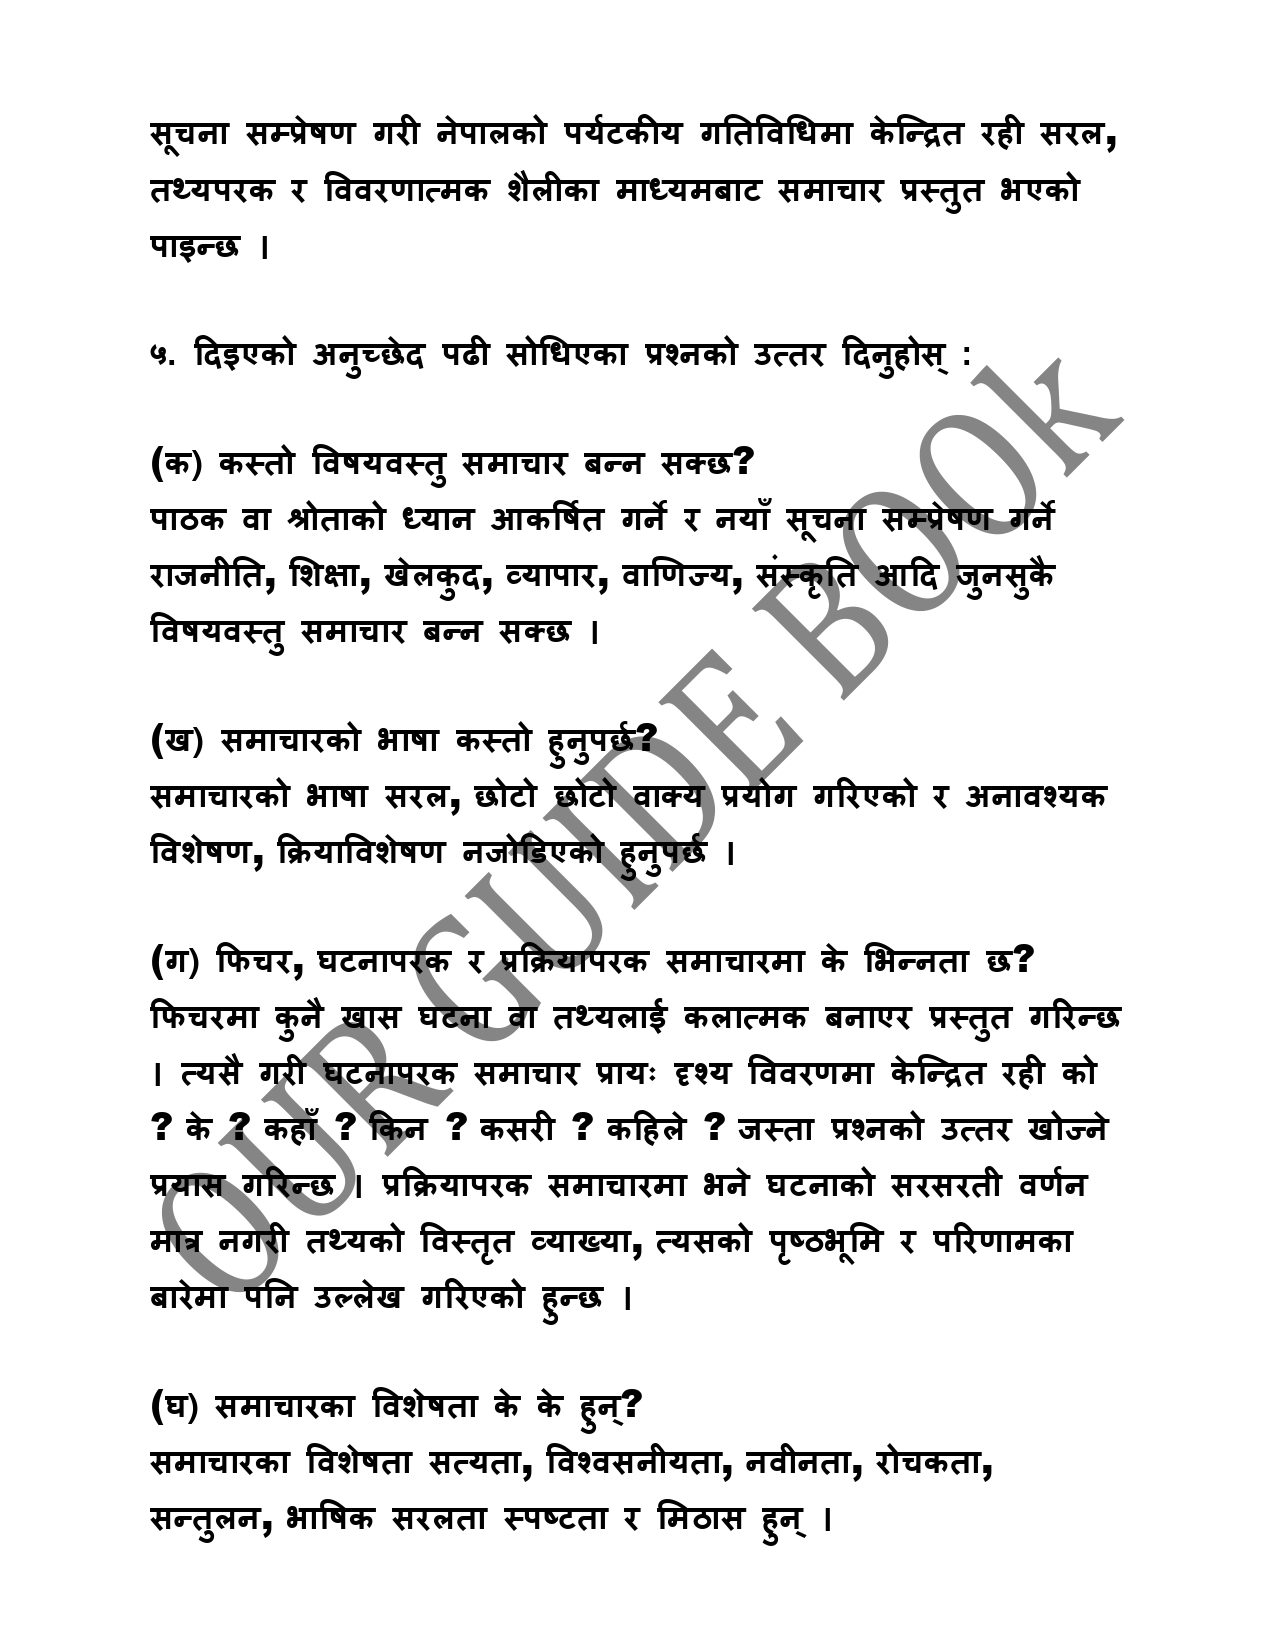 सूचना सम्प्रेषण गरी नेपालको पर्यटकीय गतिविधिमा केन्द्रित रही सरल,
तथ्यपरक र विवरणात्मक शैलीका माध्यमबाट समाचार प्रस्तुत भएको
पाइन्छ ।
५. दिइएको अनुच्छेद पढी सोधिएका प्रश्नको उत्तर दिनुहोस् :
(क) कस्तो विषयवस्तु समाचार बन्न सक्छ?
पाठक वा श्रोताको ध्यान आकर्षित गर्ने र नयाँ सूचना सम्प्रेषण गर्ने
राजनीति, शिक्षा, खेलकुद, व्यापार, वाणिज्य, संस्कृति आदि जुनसुकै
विषयवस्तु समाचार बन्न सक्छ ।
(ख) समाचारको भाषा कस्तो हुनुपर्छ?
समाचारको भाषा सरल, छोटो छोटो वाक्य प्रयोग गरिएको र अनावश्यक
विशेषण, क्रियाविशेषण नजोडिएको हुनुपर्छ ।
(ग) फिचर, घटनापरक र प्रक्रियापरक समाचारमा के भिन्नता छ?
फिचरमा कुनै खास घटना वा तथ्यलाई कलात्मक बनाएर प्रस्तुत गरिन्छ
। त्यसै गरी घटनापरक समाचार प्रायः दृश्य विवरणमा केन्द्रित रही को
? के ? कहाँ ? किन ? कसरी ? कहिले ? जस्ता प्रश्नको उत्तर खोज्ने
प्रयास गरिन्छ । प्रक्रियापरक समाचारमा भने घटनाको सरसरती वर्णन
मात्र नगरी तथ्यको विस्तृत व्याख्या, त्यसको पृष्ठभूमि र परिणामका
बारेमा पनि उल्लेख गरिएको हुन्छ ।
(घ) समाचारका विशेषता के के हुन्?
समाचारका विशेषता सत्यता, विश्वसनीयता, नवीनता, रोचकता,
सन्तुलन, भाषिक सरलता स्पष्टता र मिठास हुन् ।
OUR GUIDE BOOk